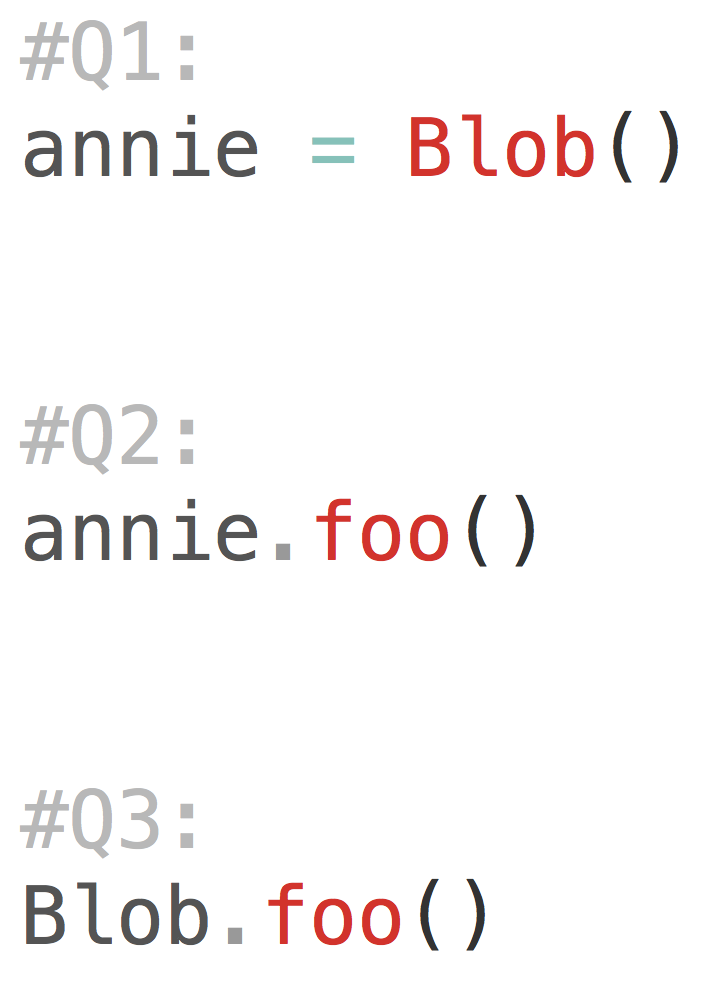 #Q1:
annie = Blob()
#Q2:
annie.foo()
#Q3:
Blob.foo()